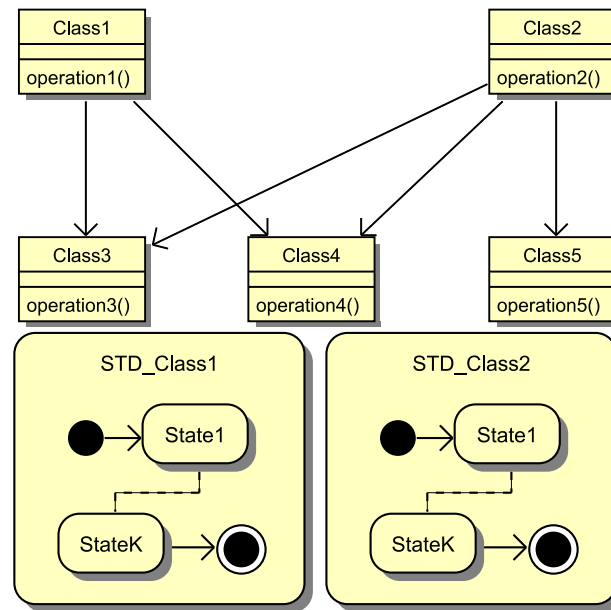 Class1
Class2
operation1()
operation2()
Class3
Class4
Class5
operation3()
operation4()
operation5()
STD_Class1
STD_Class2
State1
State1
StateK
StateK